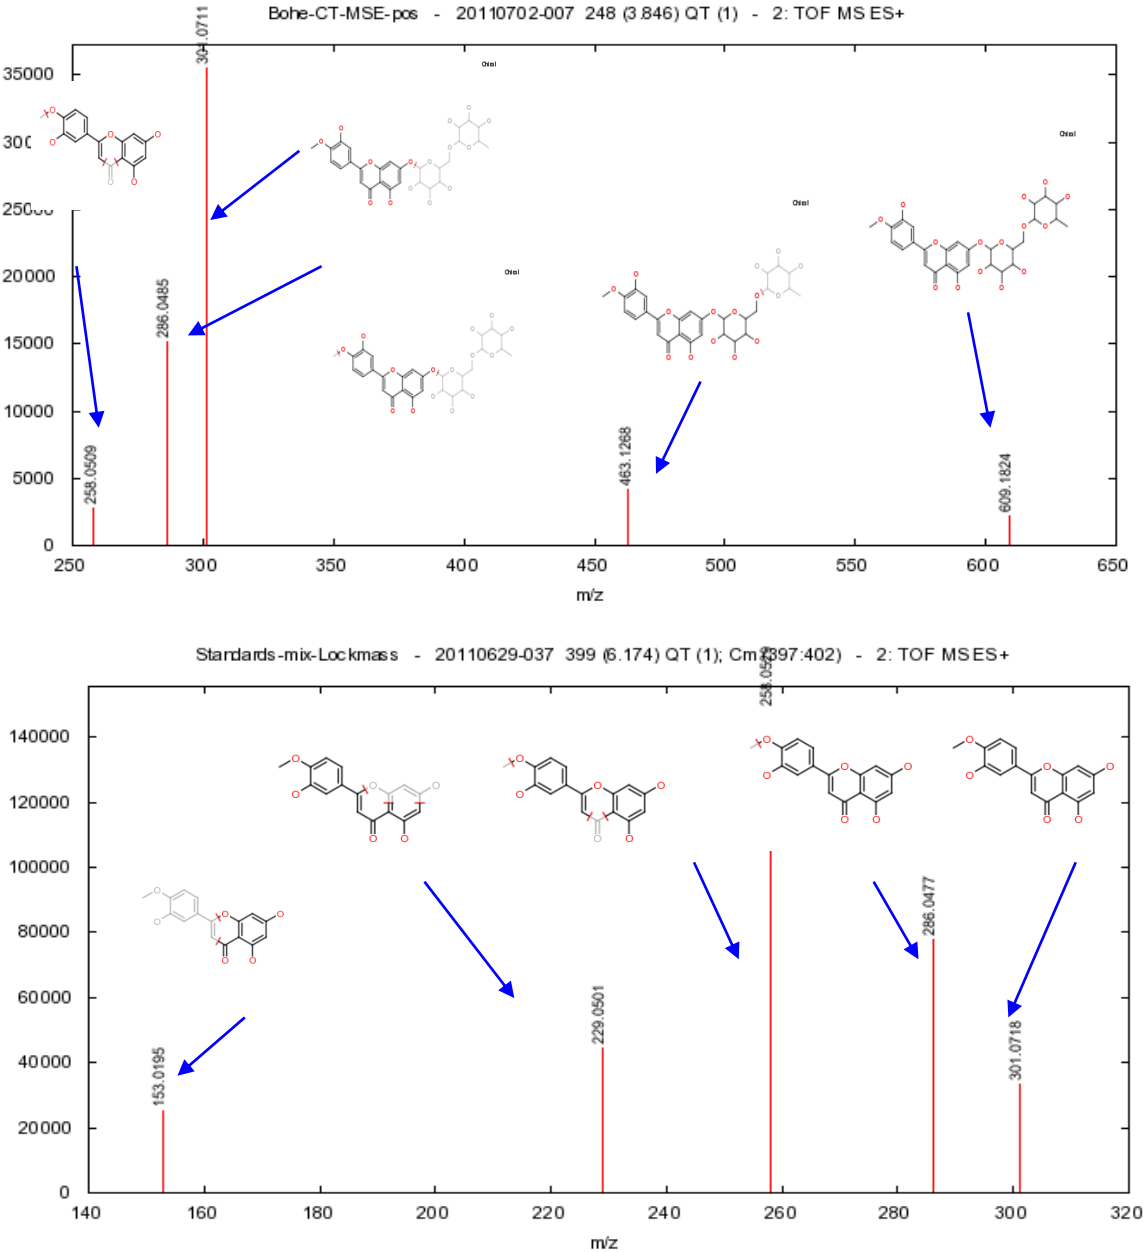 Bohe-CT-MSE-pos - 20110702-007 248 (3.846) QT (1) - 2: TOF MS ES+
301.0711
35000
Chiral
30
Chiral
25000
Chiral
20000
Chiral
286.0485
15000
10000
463.1268
258.0509
609.1824
5000
0
250 300 350 400 450 500 550 600 650
m/z
Standards-mix-Lockmass - 20110629-037 399 (6.174) QT (1); Cm (397:402) - 2: TOF MS ES+
140000
120000
100000
286.0477
80000
229.0501
60000
301.0718
153.0195
40000
20000
0
140 160 180 200 220 240 260 280 300 320
m/z